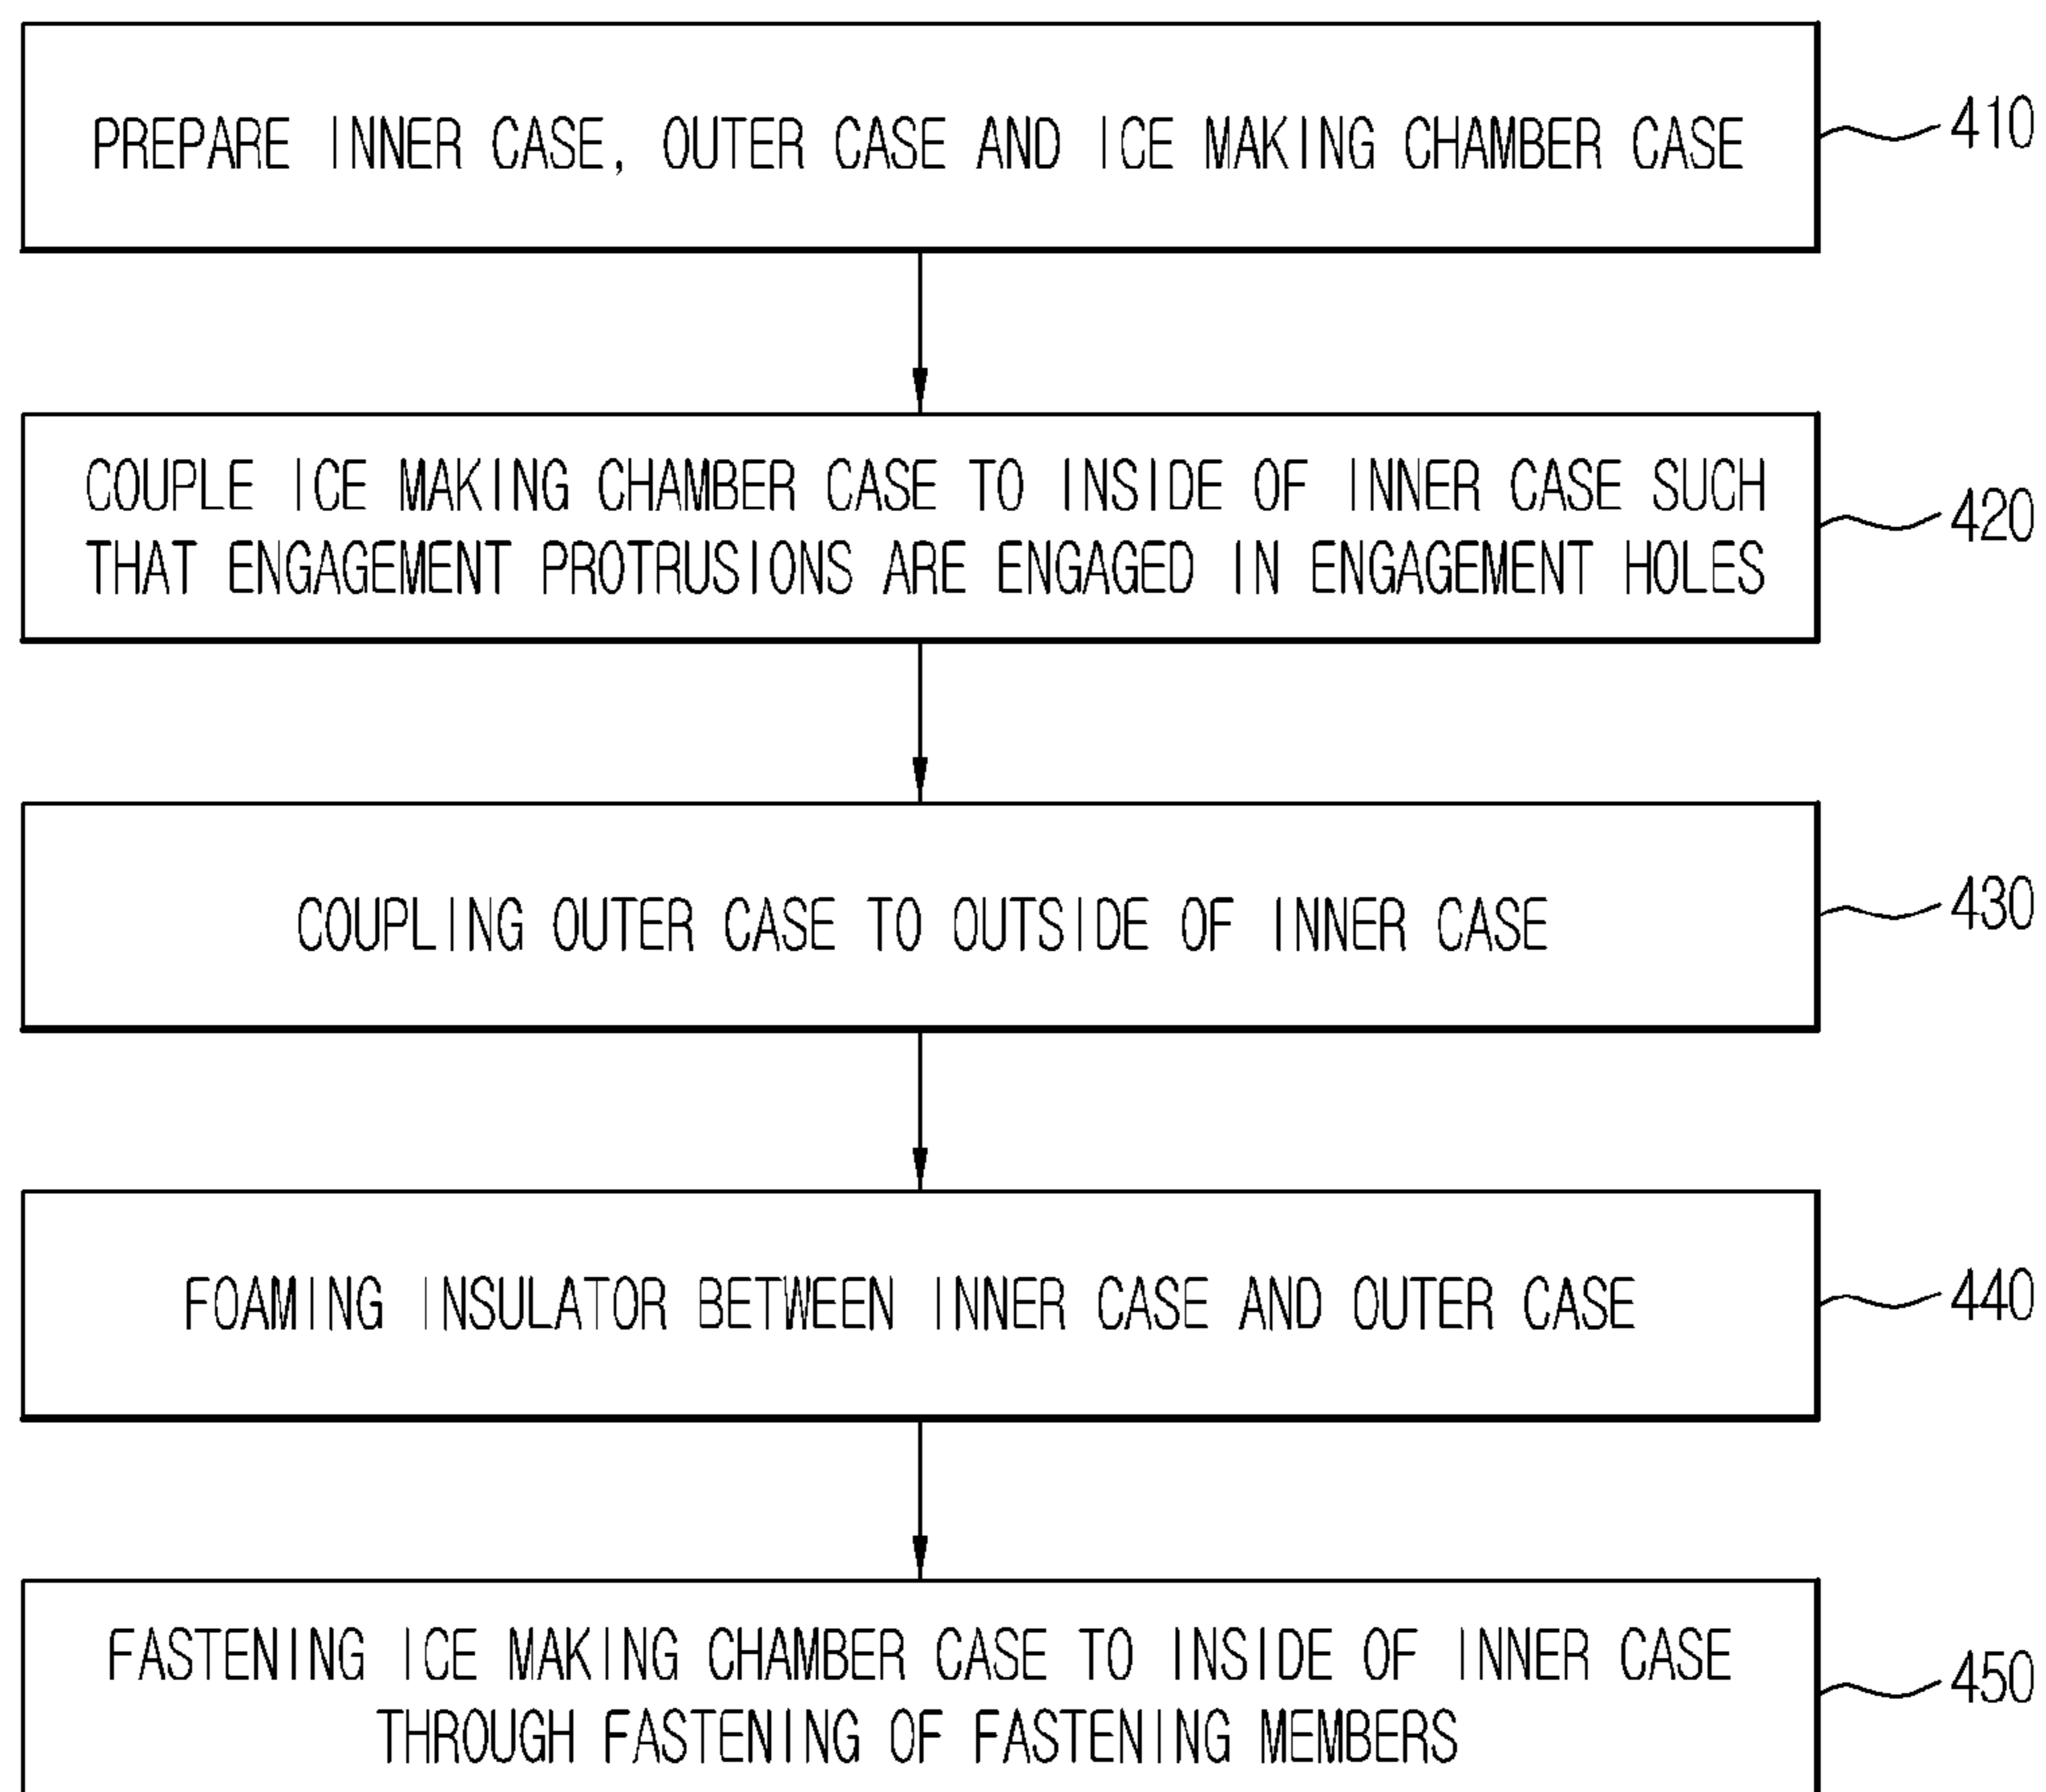 PREPARE INNER CASE, OUTER CASE AND ICE MAKING CHAMBER CASE
410
COUPLE ICE MAKING CHAMBER CASE TO INSIDE OF INNER CASE SUCH
THAT ENGAGEMENT PROTRUSIONS ARE ENGAGED IN ENGAGEMENT HOLES
420
COUPLING OUTER CASE TO OUTSIDE OF INNER CASE
430
FOAMING INSULATOR BETWEEN INNER CASE AND OUTER CASE
440
FASTENING ICE MAKING CHAMBER CASE TO INSIDE OF INNER CASE
THROUGH FASTENING OF FASTENING MEMBERS
450